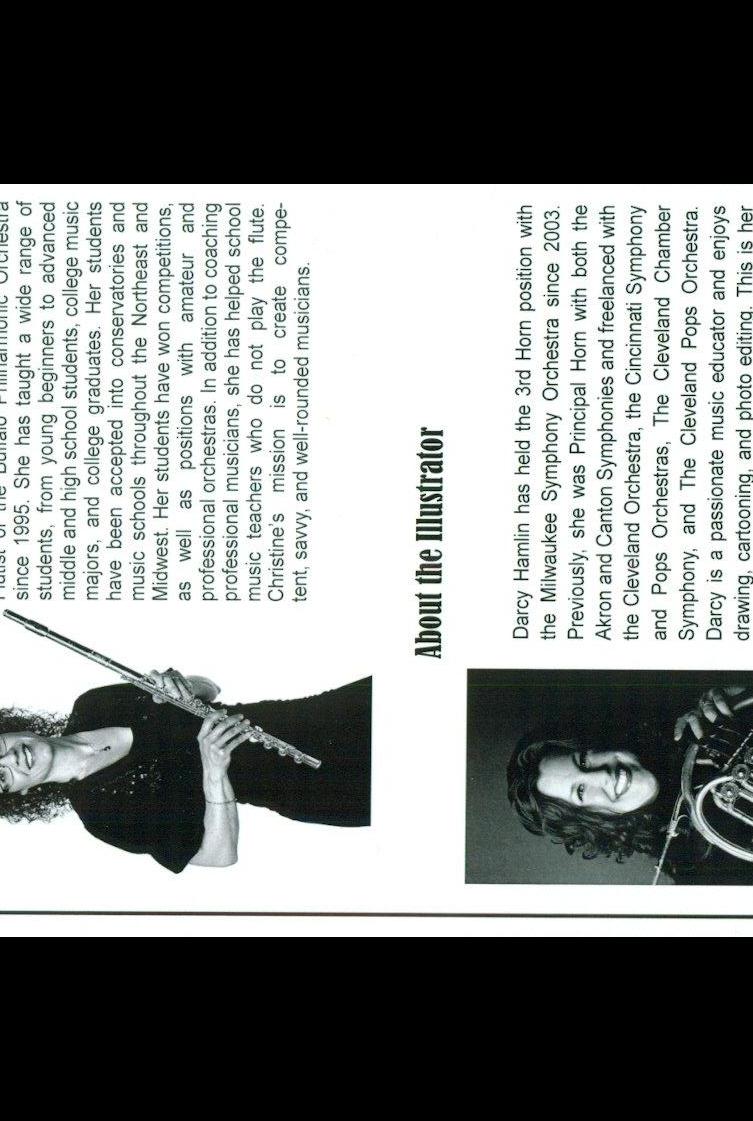 Flutist of the Buffalo Philharmonic Orchestra
since 1995. She has taught a wide range of
students, from young beginners to advanced
middle and high school students, college music
majors, and college graduates. Her students
have been accepted into conservatories and
music schools throughout the Northeast and
Midwest. Her students have won competitions,
as well as positions with amateur and
professional orchestras. In addition to coaching
professional musicians, she has helped school
music teachers who do not play the flute.
Christine's mission is to create compe-
tent, savvy, and well-rounded musicians.
About the Illustrator
Darcy Hamlin has held the 3rd Horn position with
the Milwaukee Symphony Orchestra since 2003.
Previously, she was Principal Horn with both the
Akron and Canton Symphonies and freelanced with
the Cleveland Orchestra, the Cincinnati Symphony
and Pops Orchestras, The Cleveland Chamber
Symphony, and The Cleveland Pops Orchestra.
Darcy is a passionate music educator and enjoys
drawing, cartooning, and photo editing. This is her